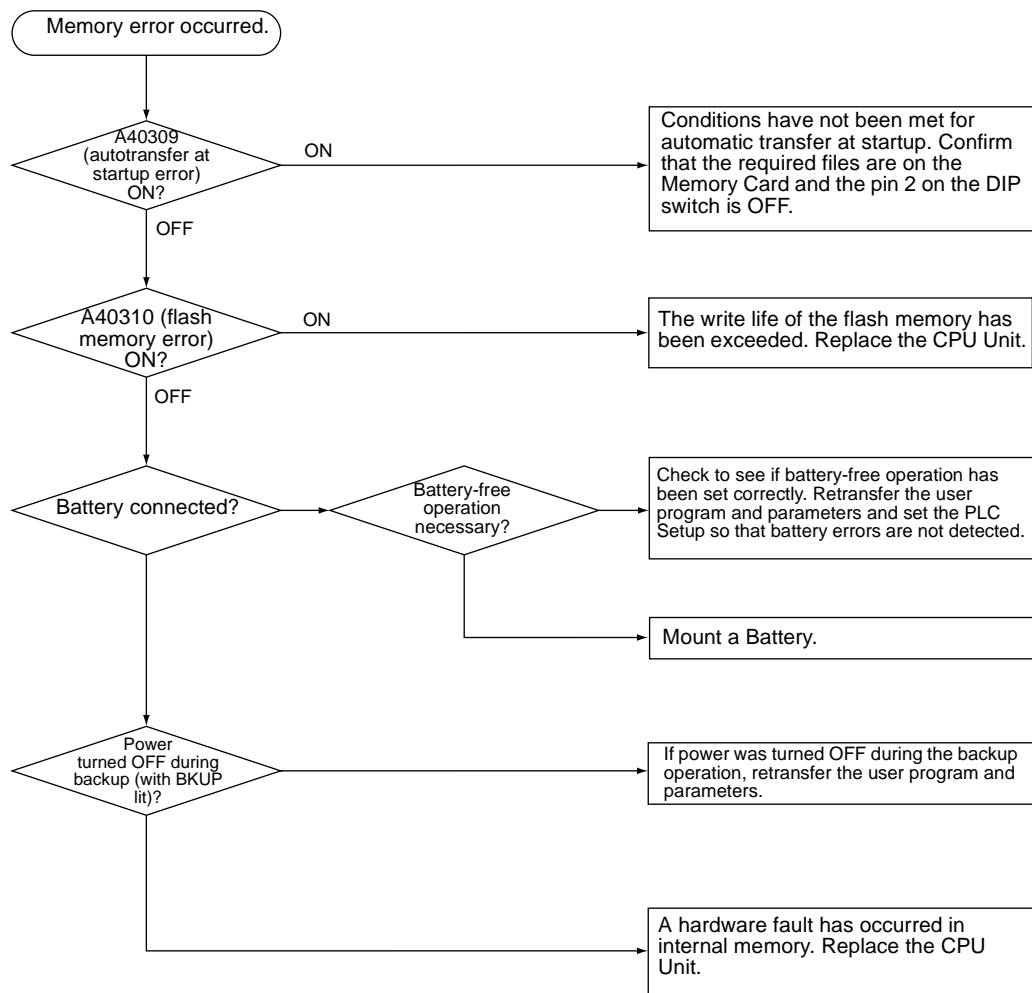 Memory error occurred.
A40309
(autotransfer at
startup error)
ON?
ON
Conditions have not been met for
automatic transfer at startup. Confirm
that the required files are on the
Memory Card and the pin 2 on the DIP
switch is OFF.
OFF
A40310 (flash
memory error)
ON?
ON
The write life of the flash memory has
been exceeded. Replace the CPU Unit.
OFF
Battery connected?
Battery-free
operation
necessary?
Check to see if battery-free operation has
been set correctly. Retransfer the user
program and parameters and set the PLC
Setup so that battery errors are not detected.
Mount a Battery.
Power
turned OFF during
backup (with BKUP
lit)?
If power was turned OFF during the backup
operation, retransfer the user program and
parameters.
A hardware fault has occurred in
internal memory. Replace the CPU
Unit.